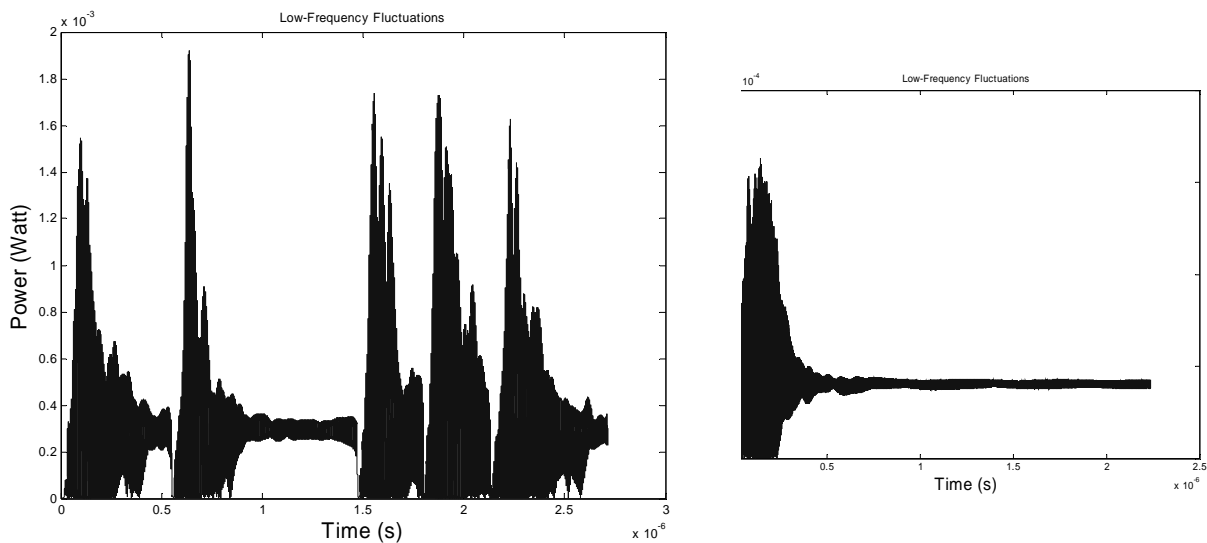 x 10⁻³
Low-Frequency Fluctuations
2
1.8
1.6
1.4
1.2
1
0.8
0.6
0.4
0.2
0
Power (Watt)
0 0.5 1 1.5 2 2.5 3
Time (s)
x 10⁻⁶
10⁻⁴
Low-Frequency Fluctuations
0.5 1 1.5 2 2.5
Time (s)
x 10⁻⁶